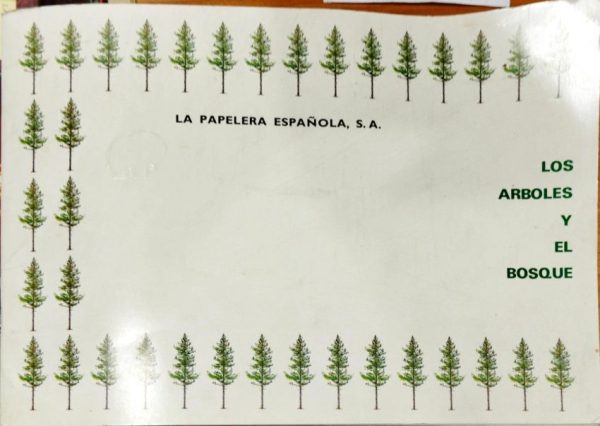 LA PAPELERA ESPAÑOLA, S. A.
LOS
ARBOLES
Y
EL
BOSQUE